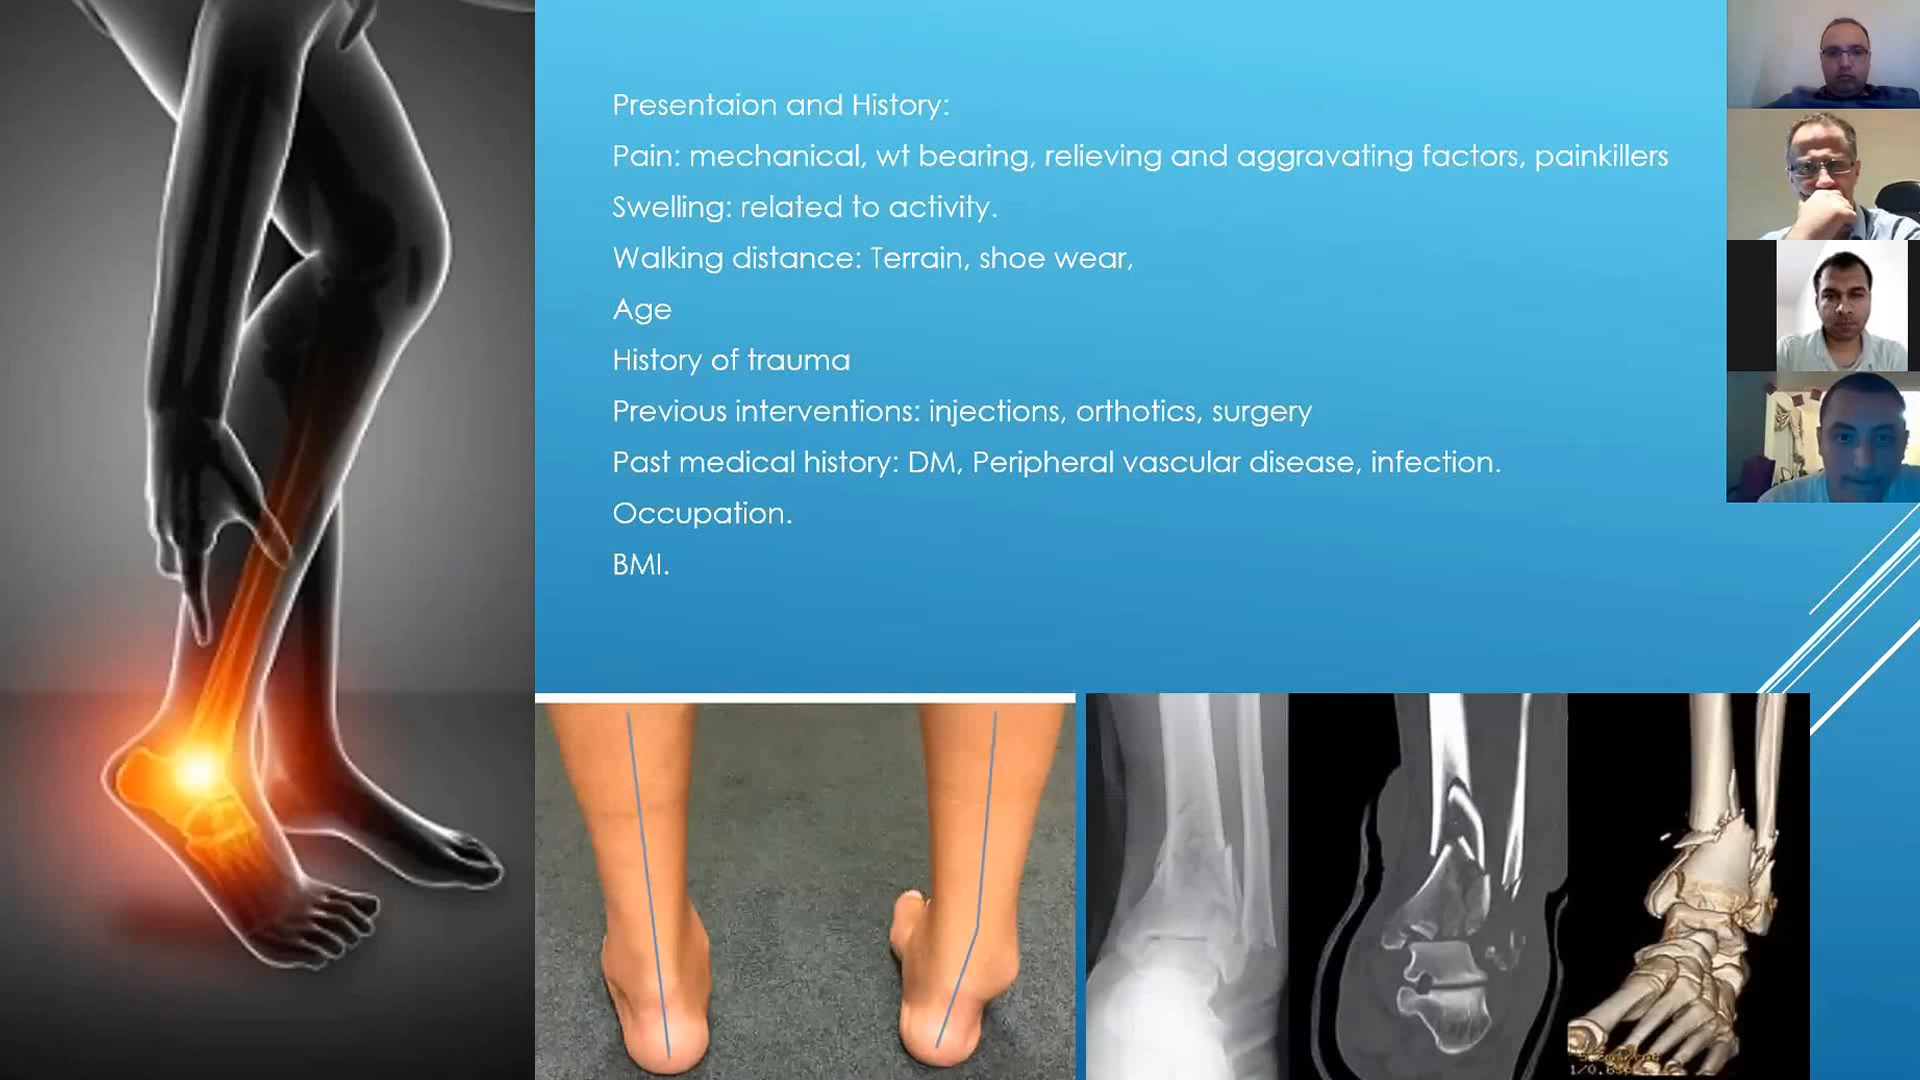 Presentaion and History:
Pain: mechanical, wt bearing, relieving and aggravating factors, painkillers
Swelling: related to activity.
Walking distance: Terrain, shoe wear,
Age
History of trauma
Previous interventions: injections, orthotics, surgery
Past medical history: DM, Peripheral vascular disease, infection.
Occupation.
BMI.